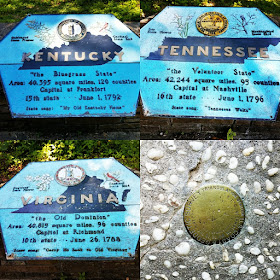 KENTUCKY
"the Bluegrass State"
Area: 40,395 square miles, 120 counties
Capital at Frankfort
15th state - June 1, 1792
State song: "My Old Kentucky Home"
TENNESSEE
"the Volunteer State"
Area: 42,244 square miles, 95 counties
Capital at Nashville
16th state - June 1, 1796
State song: "Tennessee Waltz"
VIRGINIA
"the Old Dominion"
Area: 40,815 square miles, 96 counties
Capital at Richmond
10th state - June 26, 1788
State song: "Carry Me Back to Old Virginia"